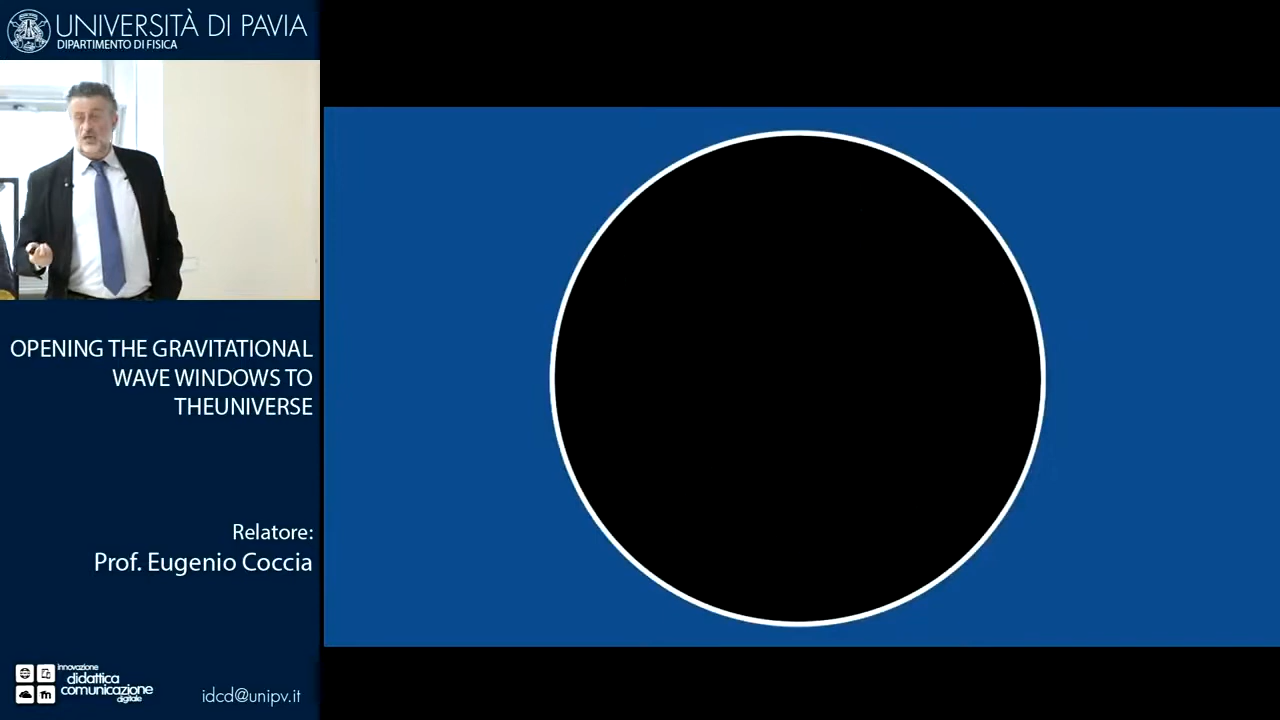 UNIVERSITÀ DI PAVIA
DIPARTIMENTO DI FISICA
OPENING THE GRAVITATIONAL
WAVE WINDOWS TO
THEUNIVERSE
Relatore:
Prof. Eugenio Coccia
innovazione
didattica
comunicazione
digitale
idcd@unipv.it